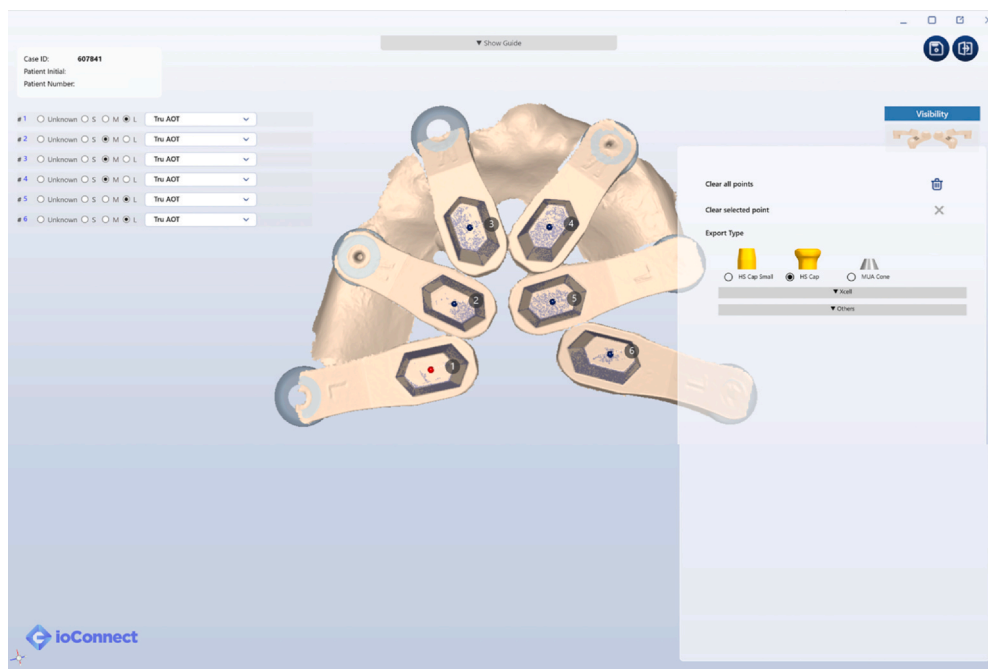 ▼ Show Guide
Case ID: 607841
Patient Initial:
Patient Number:
Visibility
#1 Unknown S M L Tru AOT
#2 Unknown S M L Tru AOT
#3 Unknown S M L Tru AOT
#4 Unknown S M L Tru AOT
#5 Unknown S M L Tru AOT
#6 Unknown S M L Tru AOT
Clear all points
Clear selected point
Export Type
HS Cap Small HS Cap MUA Cone
▼ Xcell
▼ Others
3
4
2
5
1
6
M
L
ioConnect